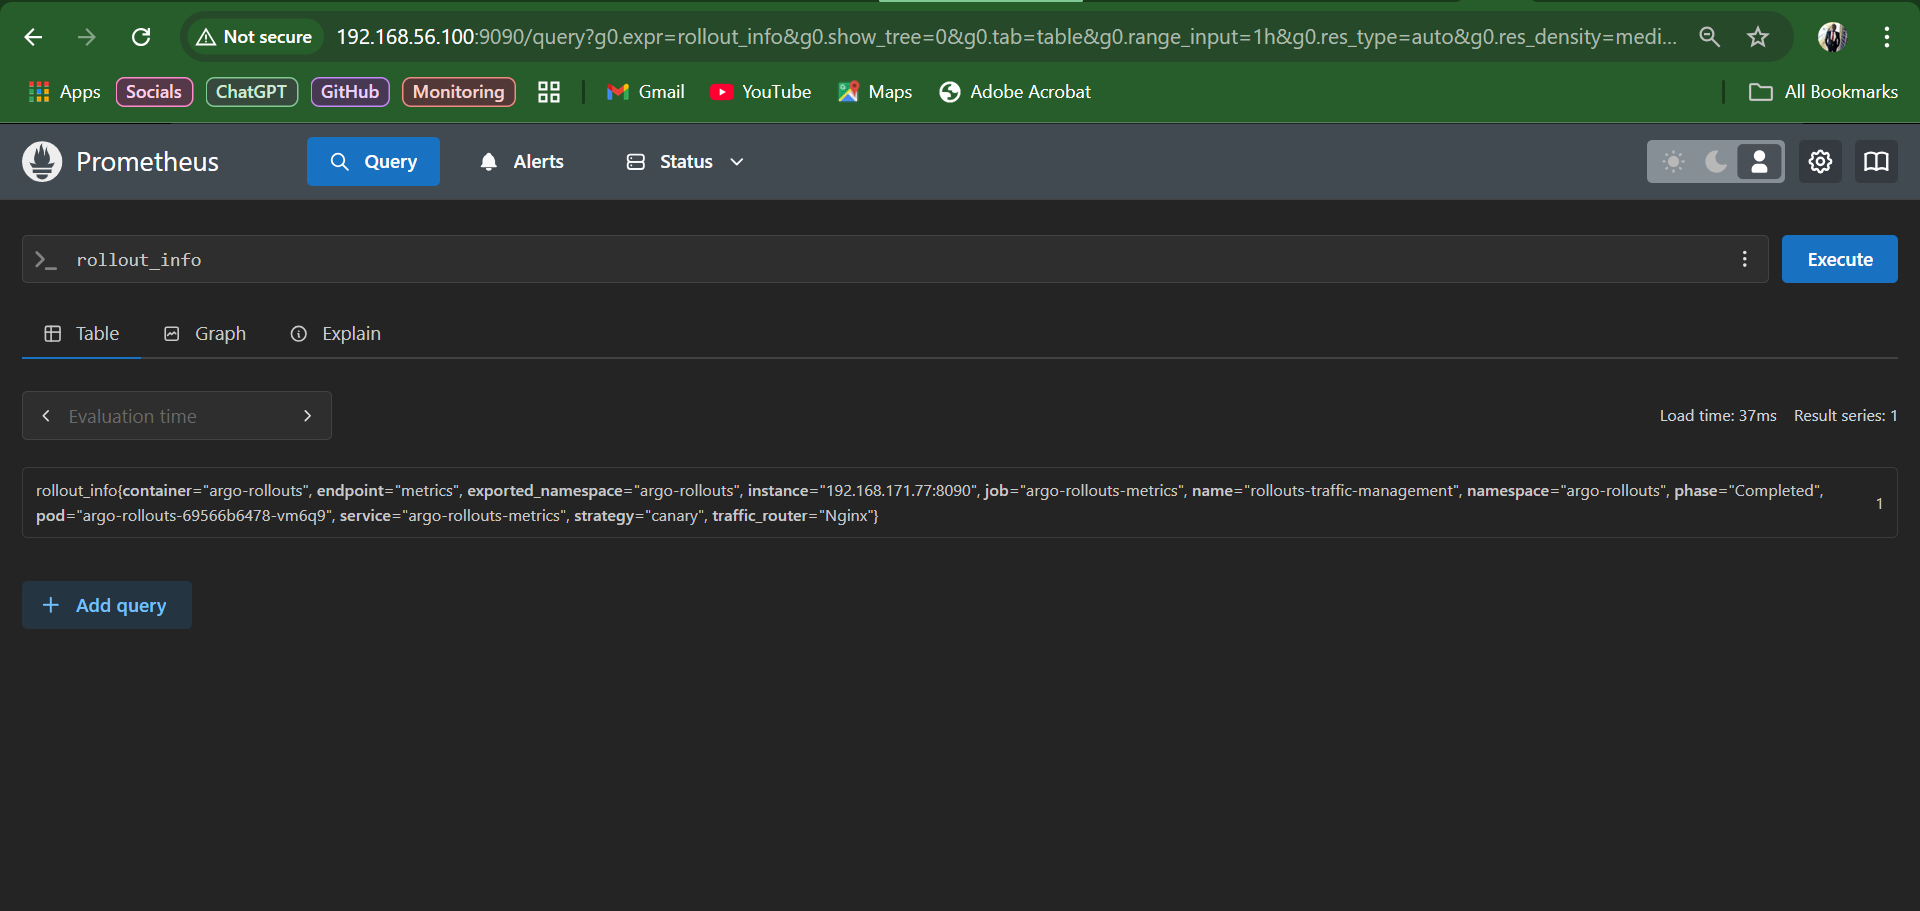 Not secure 192.168.56.100:9090/query?g0.expr=rollout_info&g0.show_tree=0&g0.tab=table&g0.range_input=1h&g0.res_type=auto&g0.res_density=medi...
Apps Socials ChatGPT GitHub Monitoring Gmail YouTube Maps Adobe Acrobat All Bookmarks
Prometheus Query Alerts Status
>_ rollout_info Execute
Table Graph Explain
Evaluation time Load time: 37ms Result series: 1
rollout_info{container="argo-rollouts", endpoint="metrics", exported_namespace="argo-rollouts", instance="192.168.171.77:8090", job="argo-rollouts-metrics", name="rollouts-traffic-management", namespace="argo-rollouts", phase="Completed",
pod="argo-rollouts-69566b6478-vm6q9", service="argo-rollouts-metrics", strategy="canary", traffic_router="Nginx"} 1
+ Add query